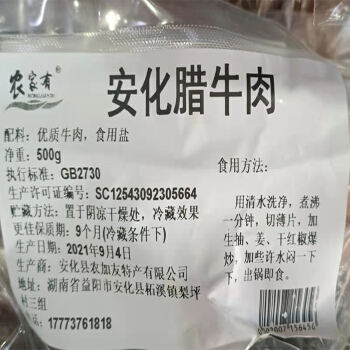 农家有®
安化腊牛肉
配料：优质牛肉，食用盐
净重：500g
执行标准：GB2730
生产许可证编号：SC12543092305664
贮藏方法：置于阴凉干燥处，冷藏效果
更佳保质期：9个月(冷藏条件下)
生产日期：2021年9月4日
生产商：安化县农加友特产有限公司
地址：湖南省益阳市安化县柘溪镇梨坪
村三组
17773761818
食用方法：
用清水洗净，煮沸
一分钟，切薄片，加
生抽、姜、干红椒爆
炒，加些许水闷一下
下，出锅即食。